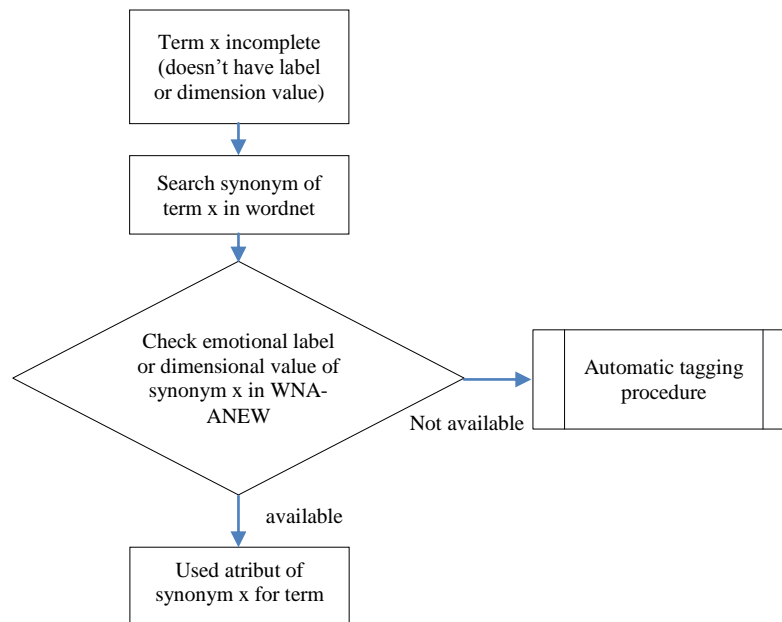 Term x incomplete
(doesn't have label
or dimension value)
Search synonym of
term x in wordnet
Check emotional label
or dimensional value of
synonym x in WNA-
ANEW
Not available
Automatic tagging
procedure
available
Used atribut of
synonym x for term